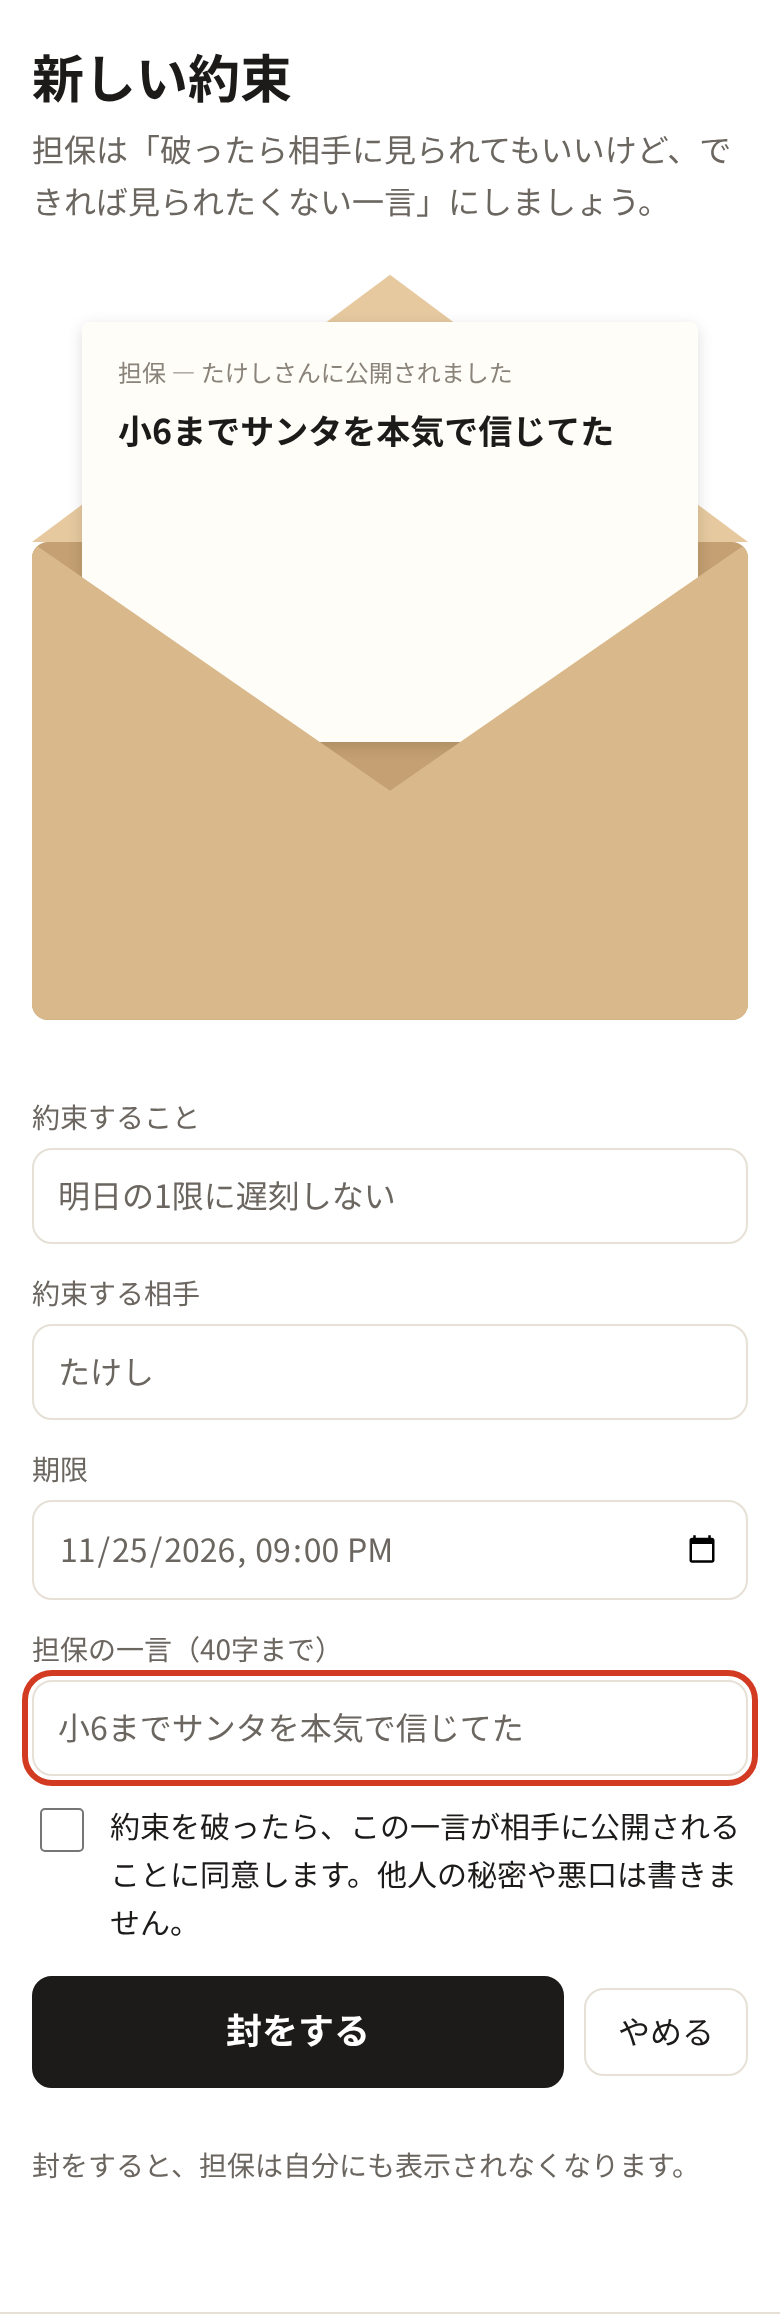 新しい約束
担保は「破ったら相手に見られてもいいけど、で
きれば見られたくない一言」にしましょう。
担保 — たけしさんに公開されました
小6までサンタを本気で信じてた
約束すること
明日の1限に遅刻しない
約束する相手
たけし
期限
11/25/2026, 09:00 PM
担保の一言（40字まで）
小6までサンタを本気で信じてた
約束を破ったら、この一言が相手に公開される
ことに同意します。他人の秘密や悪口は書きま
せん。
封をする
やめる
封をすると、担保は自分にも表示されなくなります。